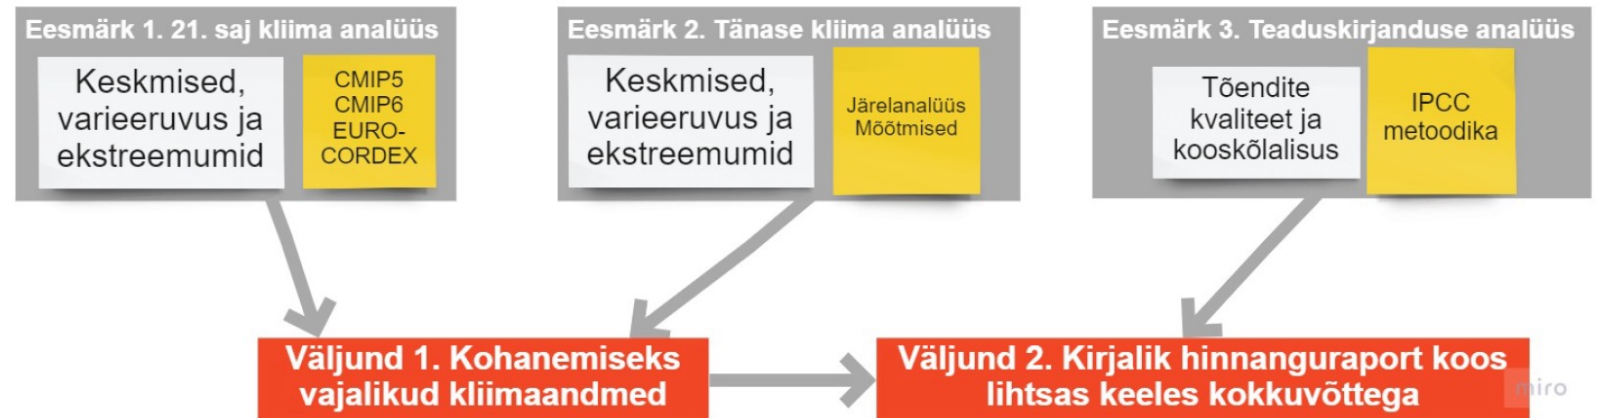 Eesmärk 1. 21. saj kliima analüüs
Keskmised,
varieeruvus ja
ekstreemumid
CMIP5
CMIP6
EURO-
CORDEX
Eesmärk 2. Tänase kliima analüüs
Keskmised,
varieeruvus ja
ekstreemumid
Järelanalüüs
Mõõtmised
Eesmärk 3. Teaduskirjanduse analüüs
Tõendite
kvaliteet ja
kooskõlalisus
IPCC
metoodika
Väljund 1. Kohanemiseks
vajalikud kliimaandmed
Väljund 2. Kirjalik hinnanguraport koos
lihtsas keeles kokkuvõttega
miro